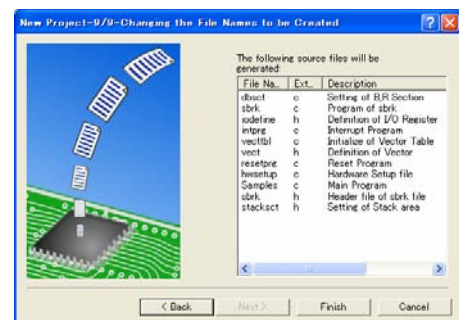 New Project-9/9-Changing the File Names to be Created
The following source files will be
generated:
File Na... Ext... Description
dbsct c Setting of B,R Section
sbrk c Program of sbrk
iodefine h Definition of I/O Register
intprg c Interrupt Program
vecttbl c Initialize of Vector Table
vect h Definition of Vector
resetprg c Reset Program
hwsetup c Hardware Setup file
Samples c Main Program
sbrk h Header file of sbrk file
stacksct h Setting of Stack area
< Back Next > Finish Cancel